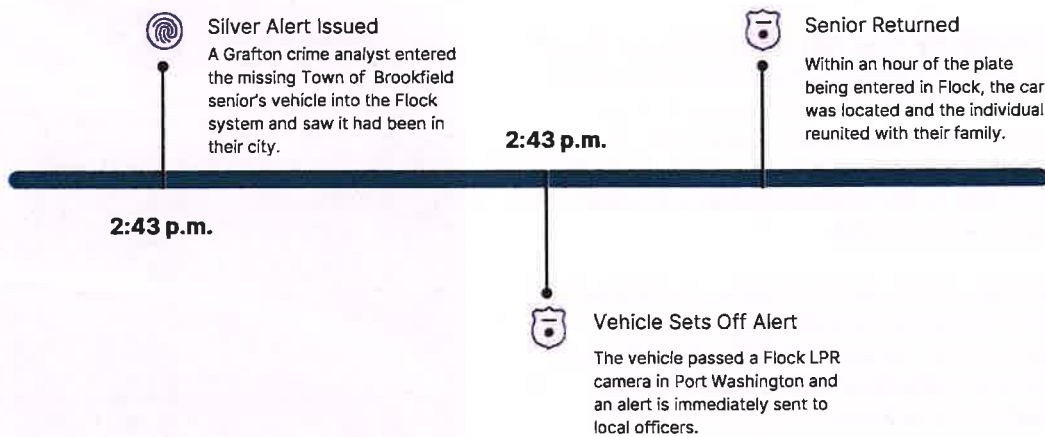 Silver Alert Issued
A Grafton crime analyst entered
the missing Town of Brookfield
senior's vehicle into the Flock
system and saw it had been in
their city.
2:43 p.m.
2:43 p.m.
Vehicle Sets Off Alert
The vehicle passed a Flock LPR
camera in Port Washington and
an alert is immediately sent to
local officers.
Senior Returned
Within an hour of the plate
being entered in Flock, the car
was located and the individual
reunited with their family.